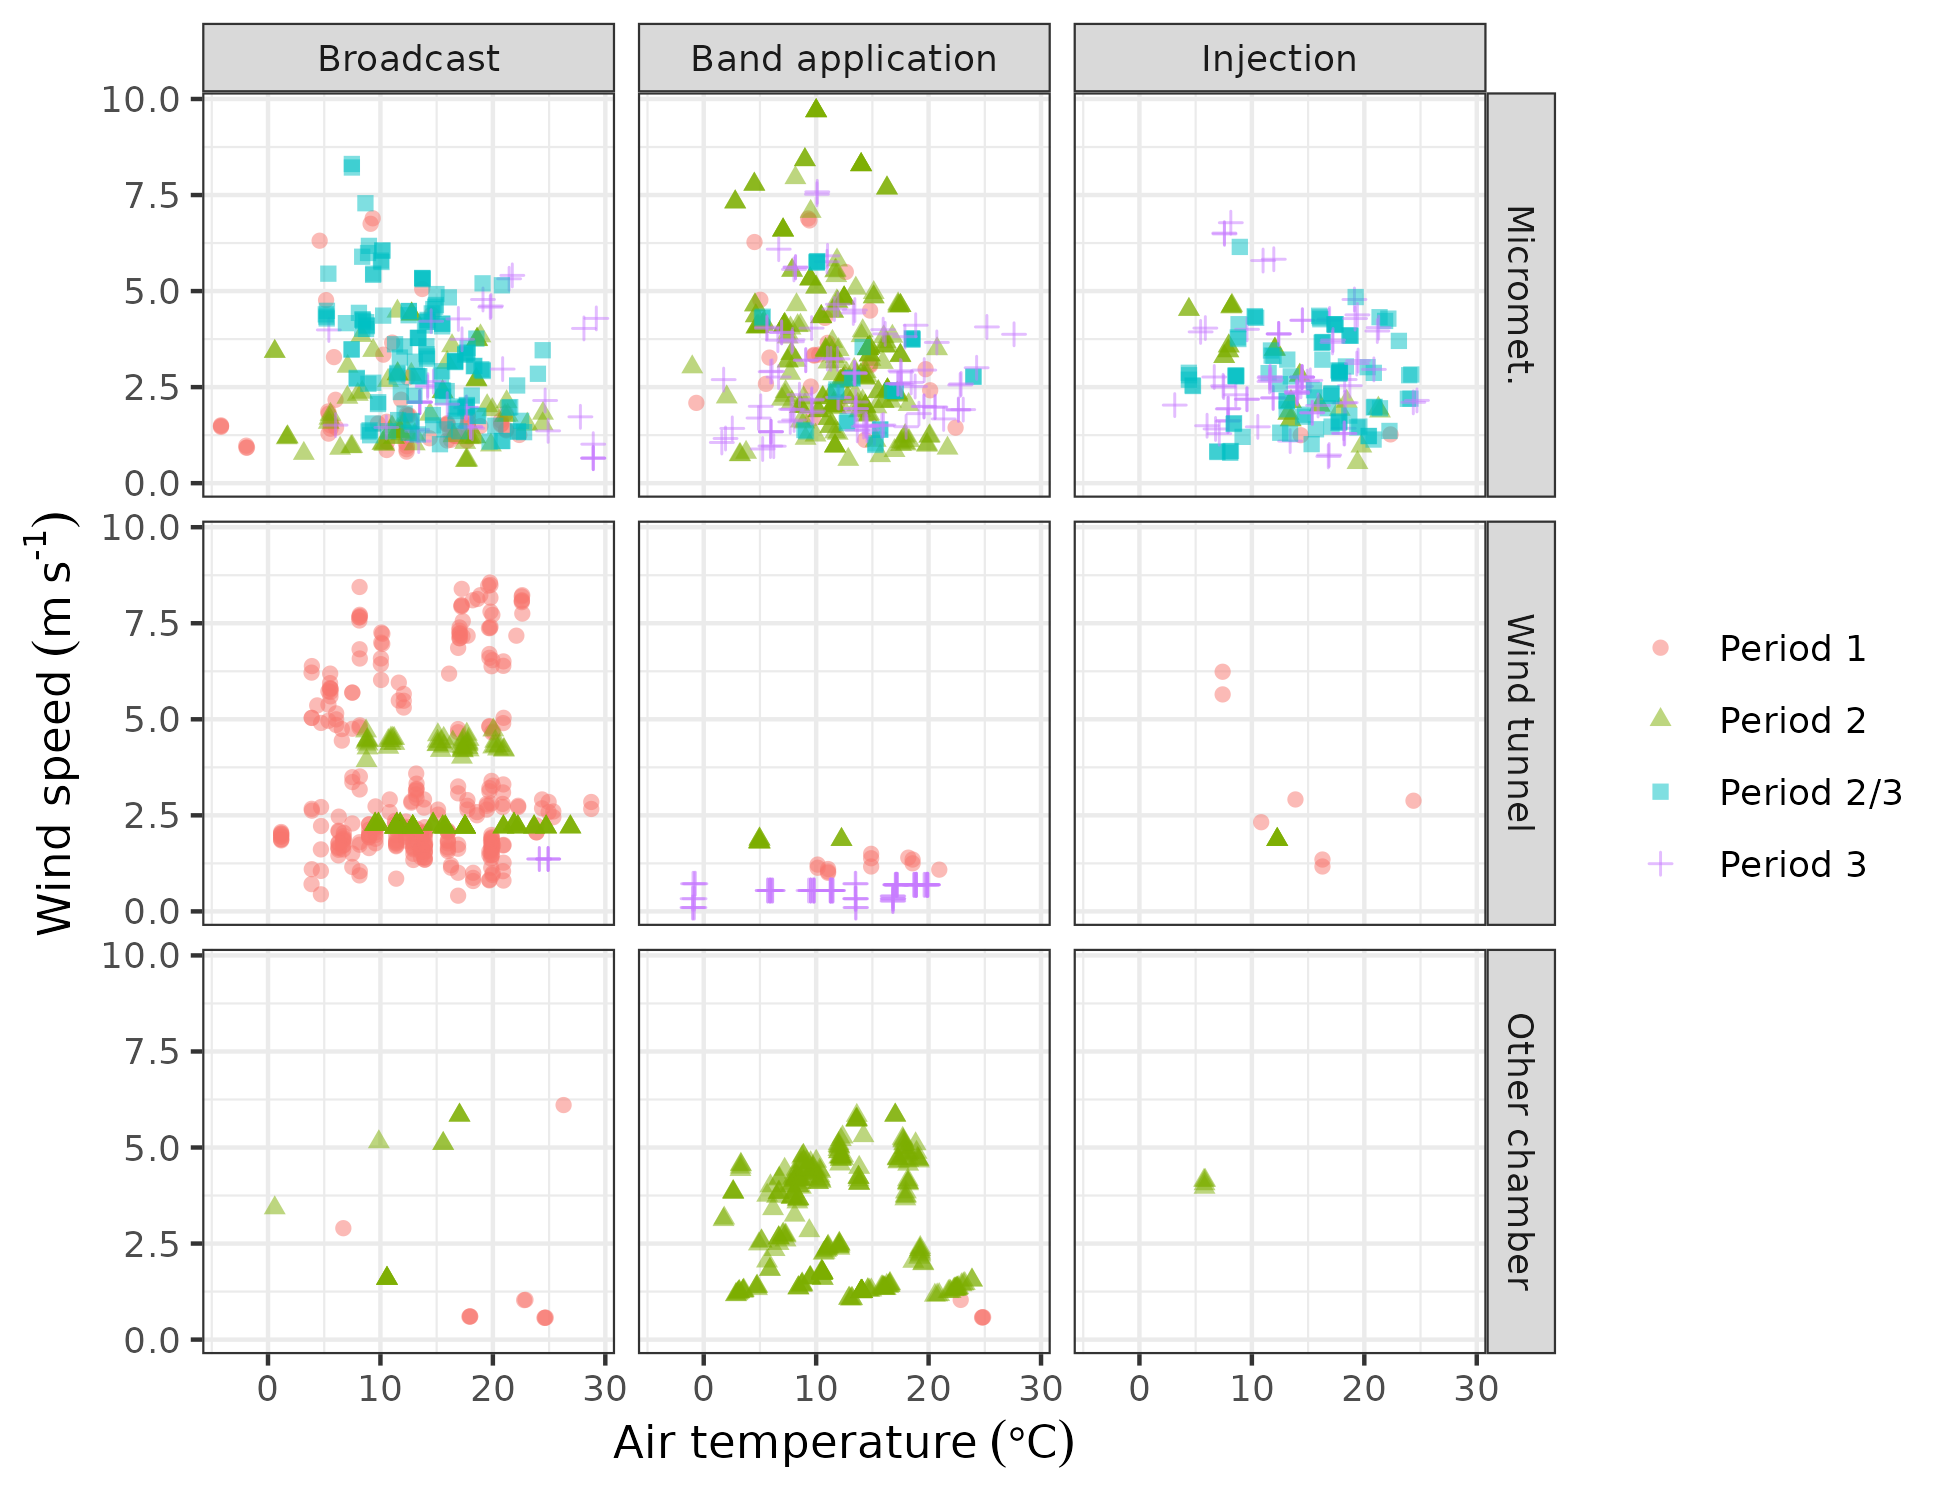 Broadcast
Band application
Injection
10.0
7.5
5.0
2.5
0.0
Micromet.
10.0
7.5
5.0
2.5
0.0
Wind tunnel
10.0
7.5
5.0
2.5
0.0
Other chamber
0 10 20 30
0 10 20 30
0 10 20 30
Air temperature (°C)
Wind speed (m s⁻¹)
Period 1
Period 2
Period 2/3
Period 3